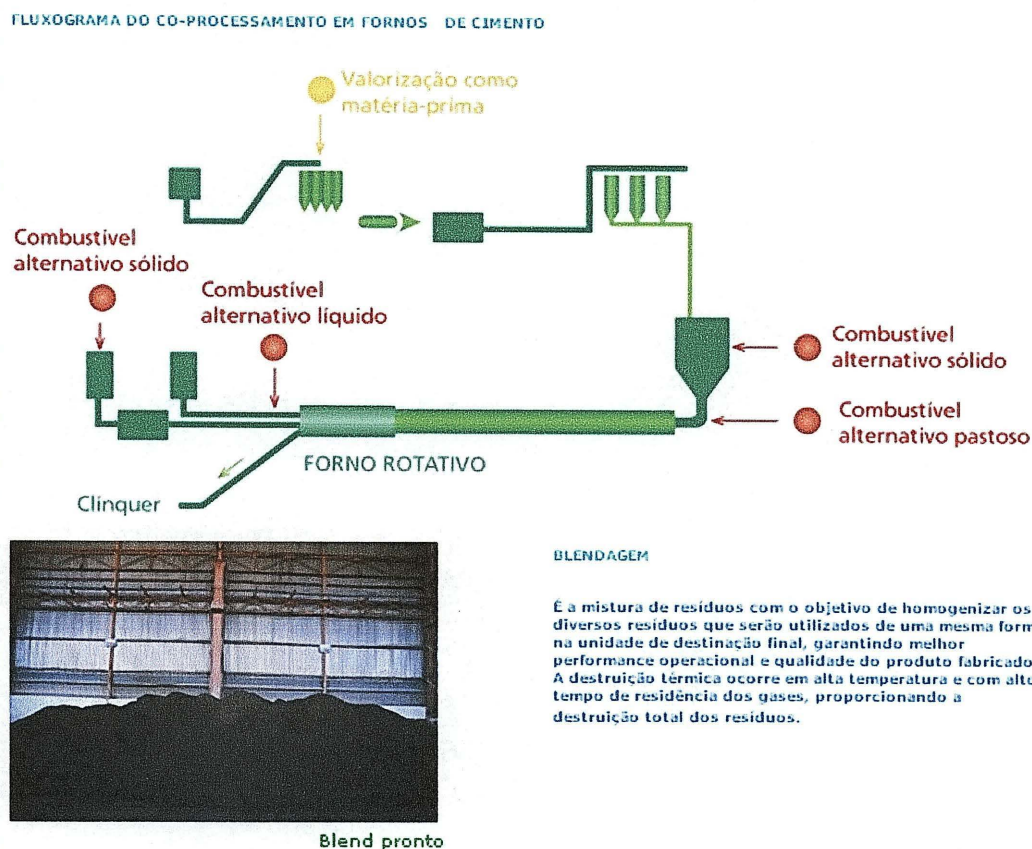 FLUXOGRAMA DO CO-PROCESSAMENTO EM FORNOS DE CIMENTO
Valorização como
matéria-prima
Combustível
alternativo sólido
Combustível
alternativo líquido
Combustível
alternativo sólido
Combustível
alternativo pastoso
FORNO ROTATIVO
Clínquer
BLENDAGEM
É a mistura de resíduos com o objetivo de homogenizar os
diversos resíduos que serão utilizados de uma mesma form
na unidade de destinação final, garantindo melhor
performance operacional e qualidade do produto fabricado
A destruição térmica ocorre em alta temperatura e com alto
tempo de residência dos gases, proporcionando a
destruição total dos resíduos.
Blend pronto